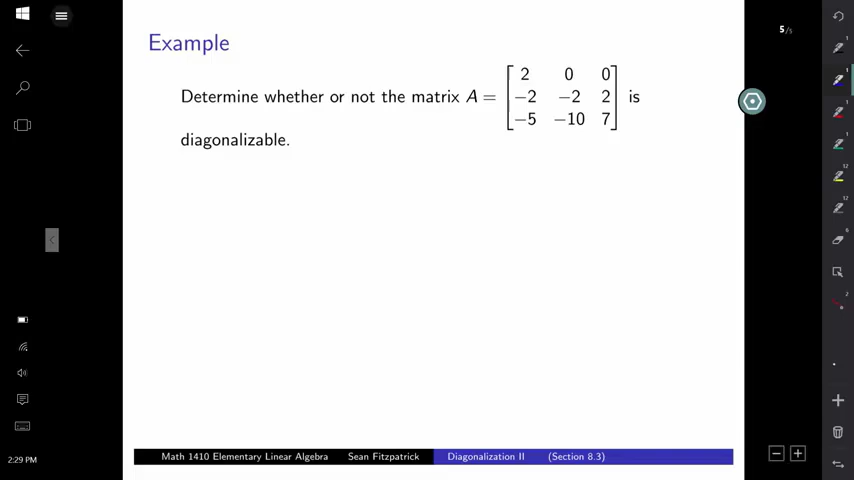 5/5
Example
Determine whether or not the matrix A = [2 0 0; −2 −2 2; −5 −10 7] is
diagonalizable.
2:29 PM
Math 1410 Elementary Linear Algebra Sean Fitzpatrick Diagonalization II (Section 8.3)